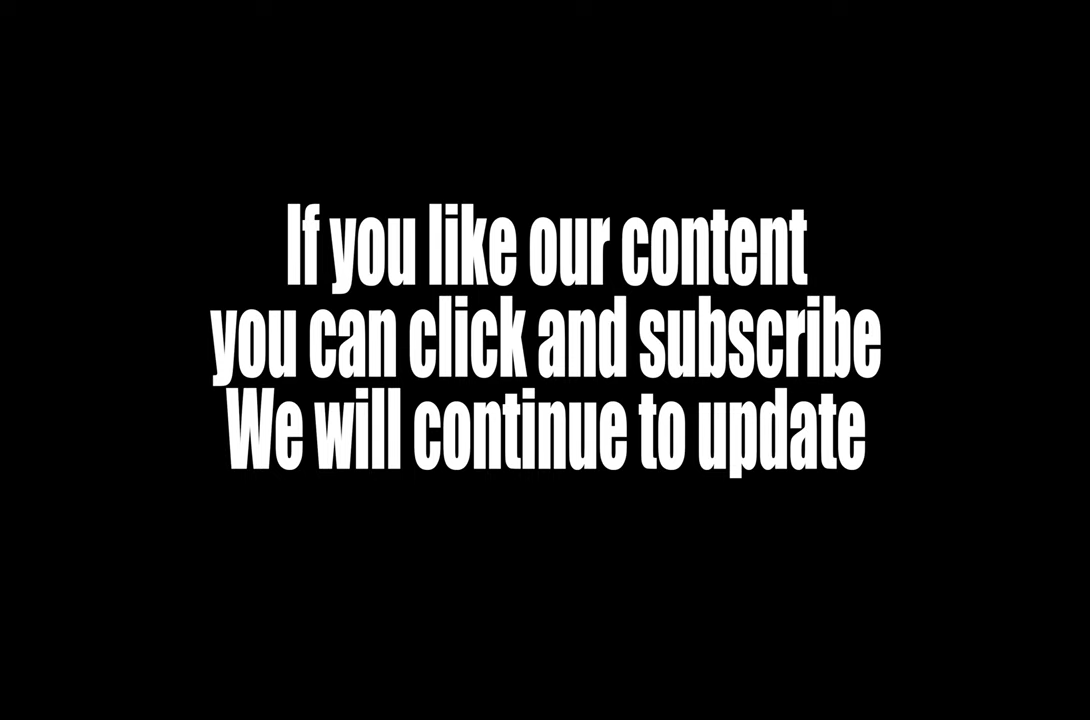 If you like our content
you can click and subscribe
We will continue to update